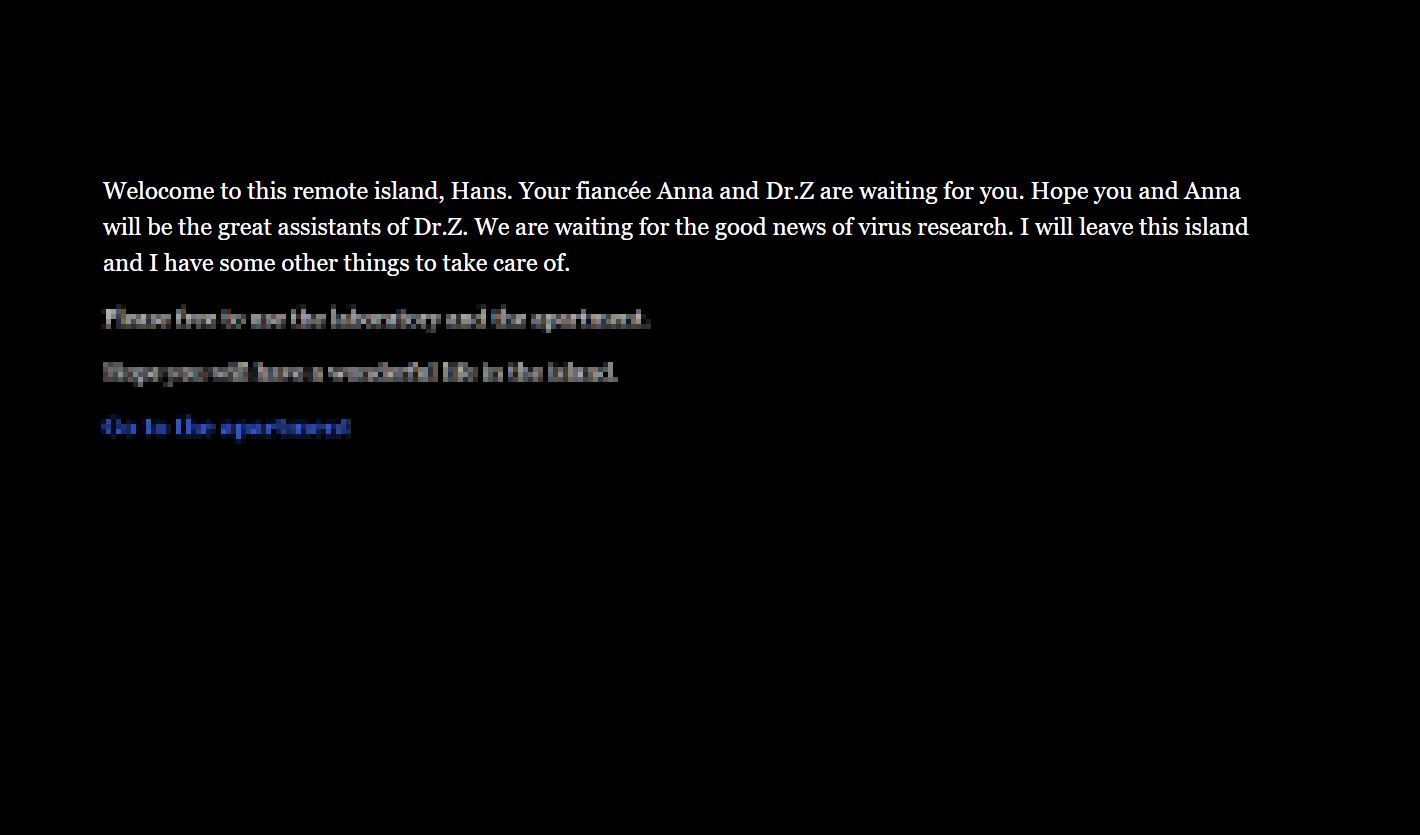 Welocome to this remote island, Hans. Your fiancée Anna and Dr.Z are waiting for you. Hope you and Anna
will be the great assistants of Dr.Z. We are waiting for the good news of virus research. I will leave this island
and I have some other things to take care of.
Please free to use the laboratory and the apartment.
Hope you will have a wonderful life in the island.
Go to the apartment